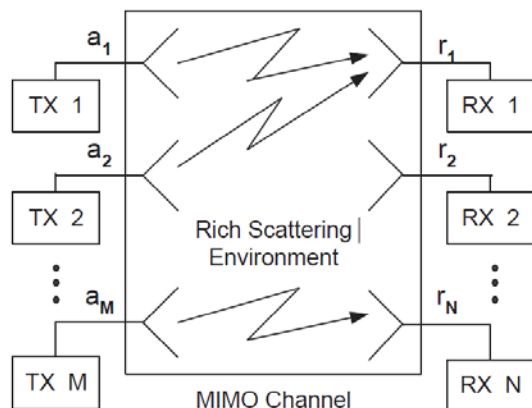 a1 r1
TX 1 RX 1
a2 r2
TX 2 RX 2
Rich Scattering
Environment
aM rN
TX M RX N
MIMO Channel